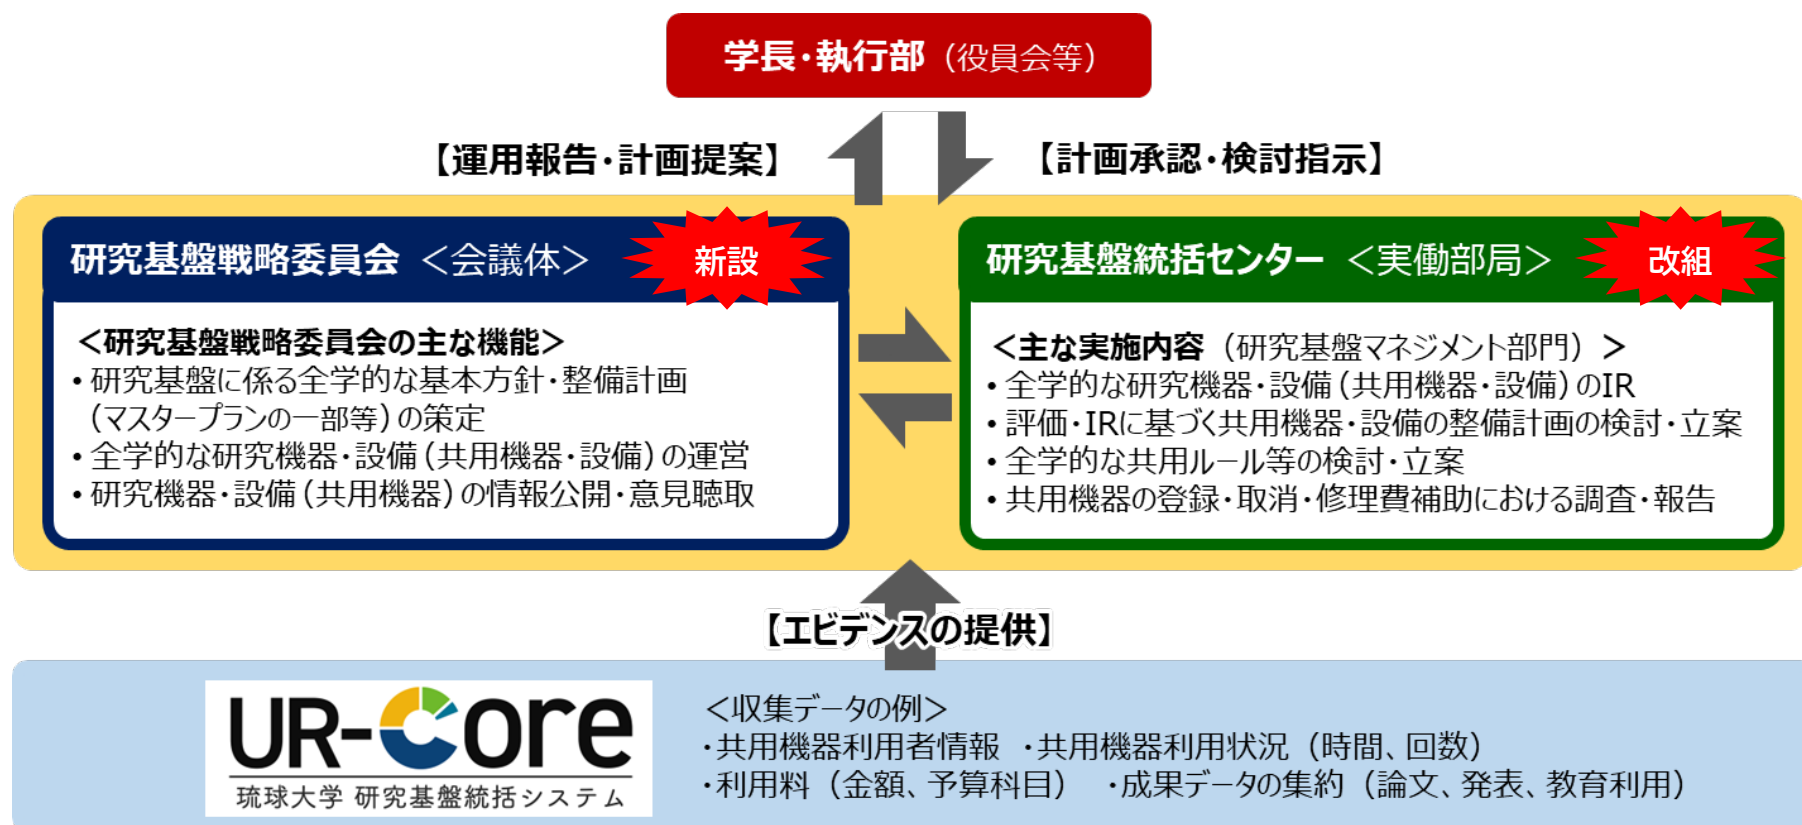 学長・執行部（役員会等）
【運用報告・計画提案】
【計画承認・検討指示】
研究基盤戦略委員会 ＜会議体＞
新設
＜研究基盤戦略委員会の主な機能＞
• 研究基盤に係る全学的な基本方針・整備計画
（マスタープランの一部等）の策定
• 全学的な研究機器・設備（共用機器・設備）の運営
• 研究機器・設備（共用機器）の情報公開・意見聴取
研究基盤統括センター ＜実働部局＞
改組
＜主な実施内容（研究基盤マネジメント部門）＞
• 全学的な研究機器・設備（共用機器・設備）のIR
• 評価・IRに基づく共用機器・設備の整備計画の検討・立案
• 全学的な共用ルール等の検討・立案
• 共用機器の登録・取消・修理費補助における調査・報告
【エビデンスの提供】
UR-Core
琉球大学 研究基盤統括システム
＜収集データの例＞
・共用機器利用者情報 ・共用機器利用状況（時間、回数）
・利用料（金額、予算科目） ・成果データの集約（論文、発表、教育利用）